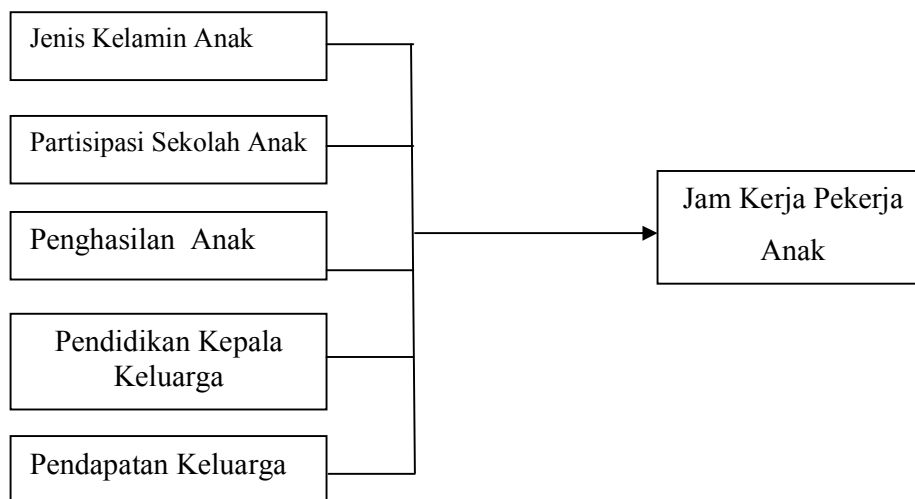 Jenis Kelamin Anak
Partisipasi Sekolah Anak
Penghasilan Anak
Pendidikan Kepala
Keluarga
Pendapatan Keluarga
Jam Kerja Pekerja
Anak